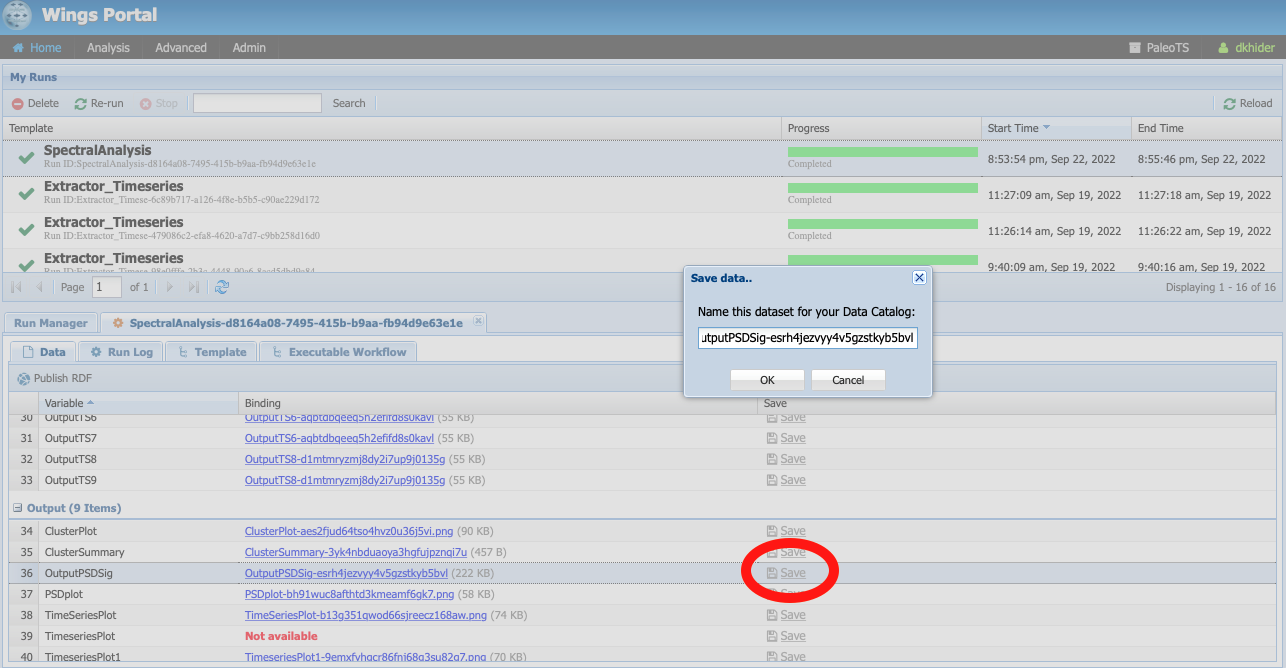 Wings Portal
Home Analysis Advanced Admin PaleoTS dkhider
My Runs
Delete Re-run Stop Search Reload
Template Progress Start Time End Time
SpectralAnalysis
Run ID:SpectralAnalysis-d8164a08-7495-415b-b9aa-fb94d9e63e1e Completed 8:53:54 pm, Sep 22, 2022 8:55:46 pm, Sep 22, 2022
Extractor_Timeseries
Run ID:Extractor_Timese-6c89b717-a126-4f8e-b5b5-c90ae229d172 Completed 11:27:09 am, Sep 19, 2022 11:27:18 am, Sep 19, 2022
Extractor_Timeseries
Run ID:Extractor_Timese-479086c2-efa8-4620-a7d7-c9bb258d16d0 Completed 11:26:14 am, Sep 19, 2022 11:26:22 am, Sep 19, 2022
Extractor_Timeseries
9:40:09 am, Sep 19, 2022 9:40:16 am, Sep 19, 2022
Page 1 of 1 Displaying 1 - 16 of 16
Save data..
Name this dataset for your Data Catalog:
utputPSDSig-esrh4jezvyy4v5gzstkyb5bvl
OK Cancel
Run Manager SpectralAnalysis-d8164a08-7495-415b-b9aa-fb94d9e63e1e
Data Run Log Template Executable Workflow
Publish RDF
Variable Binding Save
30 OutputTS6 OutputTS6-aqbtdbqeeq5h2efifd8s0kavl (55 KB) Save
31 OutputTS7 OutputTS6-aqbtdbqeeq5h2efifd8s0kavl (55 KB) Save
32 OutputTS8 OutputTS8-d1mtmryzmj8dy2i7up9j0135g (55 KB) Save
33 OutputTS9 OutputTS8-d1mtmryzmj8dy2i7up9j0135g (55 KB) Save
Output (9 Items)
34 ClusterPlot ClusterPlot-aes2fjud64tso4hvz0u36j5vi.png (90 KB) Save
35 ClusterSummary ClusterSummary-3yk4nbduaoya3hgfujpznqi7u (457 B) Save
36 OutputPSDSig OutputPSDSig-esrh4jezvyy4v5gzstkyb5bvl (222 KB) Save
37 PSDplot PSDplot-bh91wuc8afthtd3kmeamf6gk7.png (58 KB) Save
38 TimeSeriesPlot TimeSeriesPlot-b13g351qwod66sjreecz168aw.png (74 KB) Save
39 TimeseriesPlot Not available Save
40 TimeseriesPlot1 TimeseriesPlot1-9emxfyhqcr86fnj68q3su82q7.png (70 KB) Save